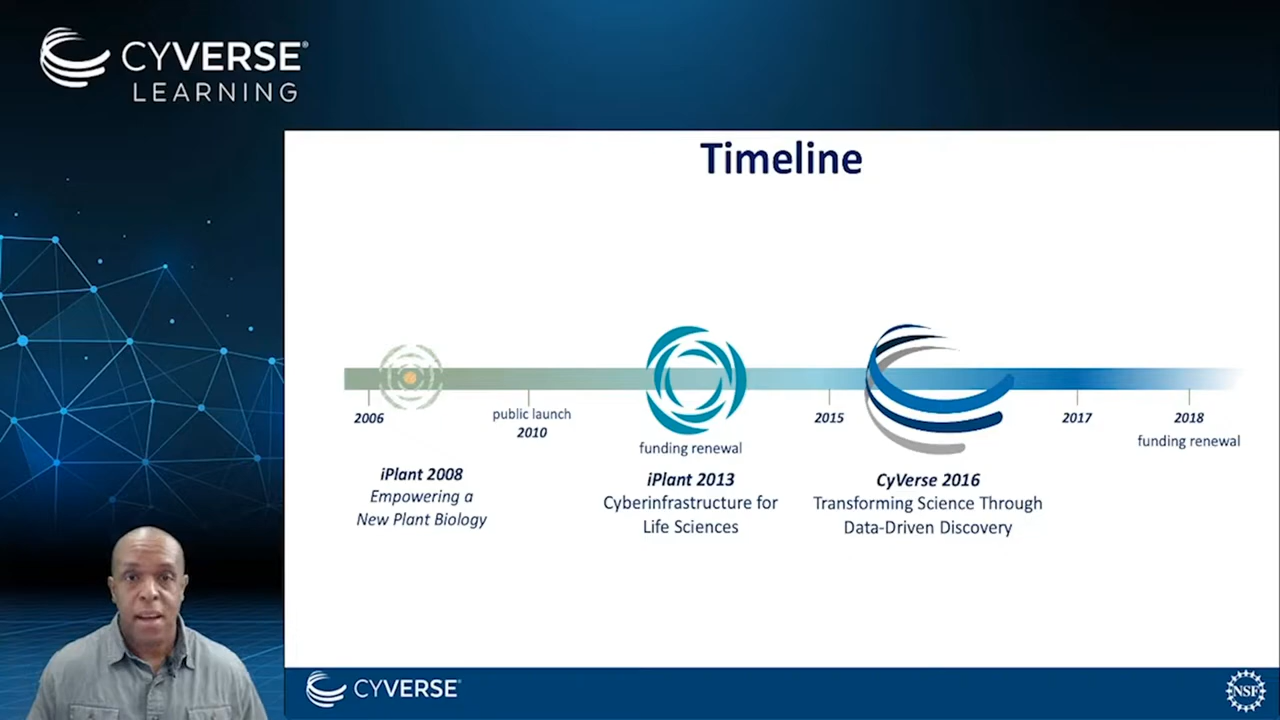 CYVERSE®
LEARNING
Timeline
2006
public launch
2010
funding renewal
2015
2017
2018
funding renewal
iPlant 2008
Empowering a
New Plant Biology
iPlant 2013
Cyberinfrastructure for
Life Sciences
CyVerse 2016
Transforming Science Through
Data-Driven Discovery
CYVERSE®
NSF